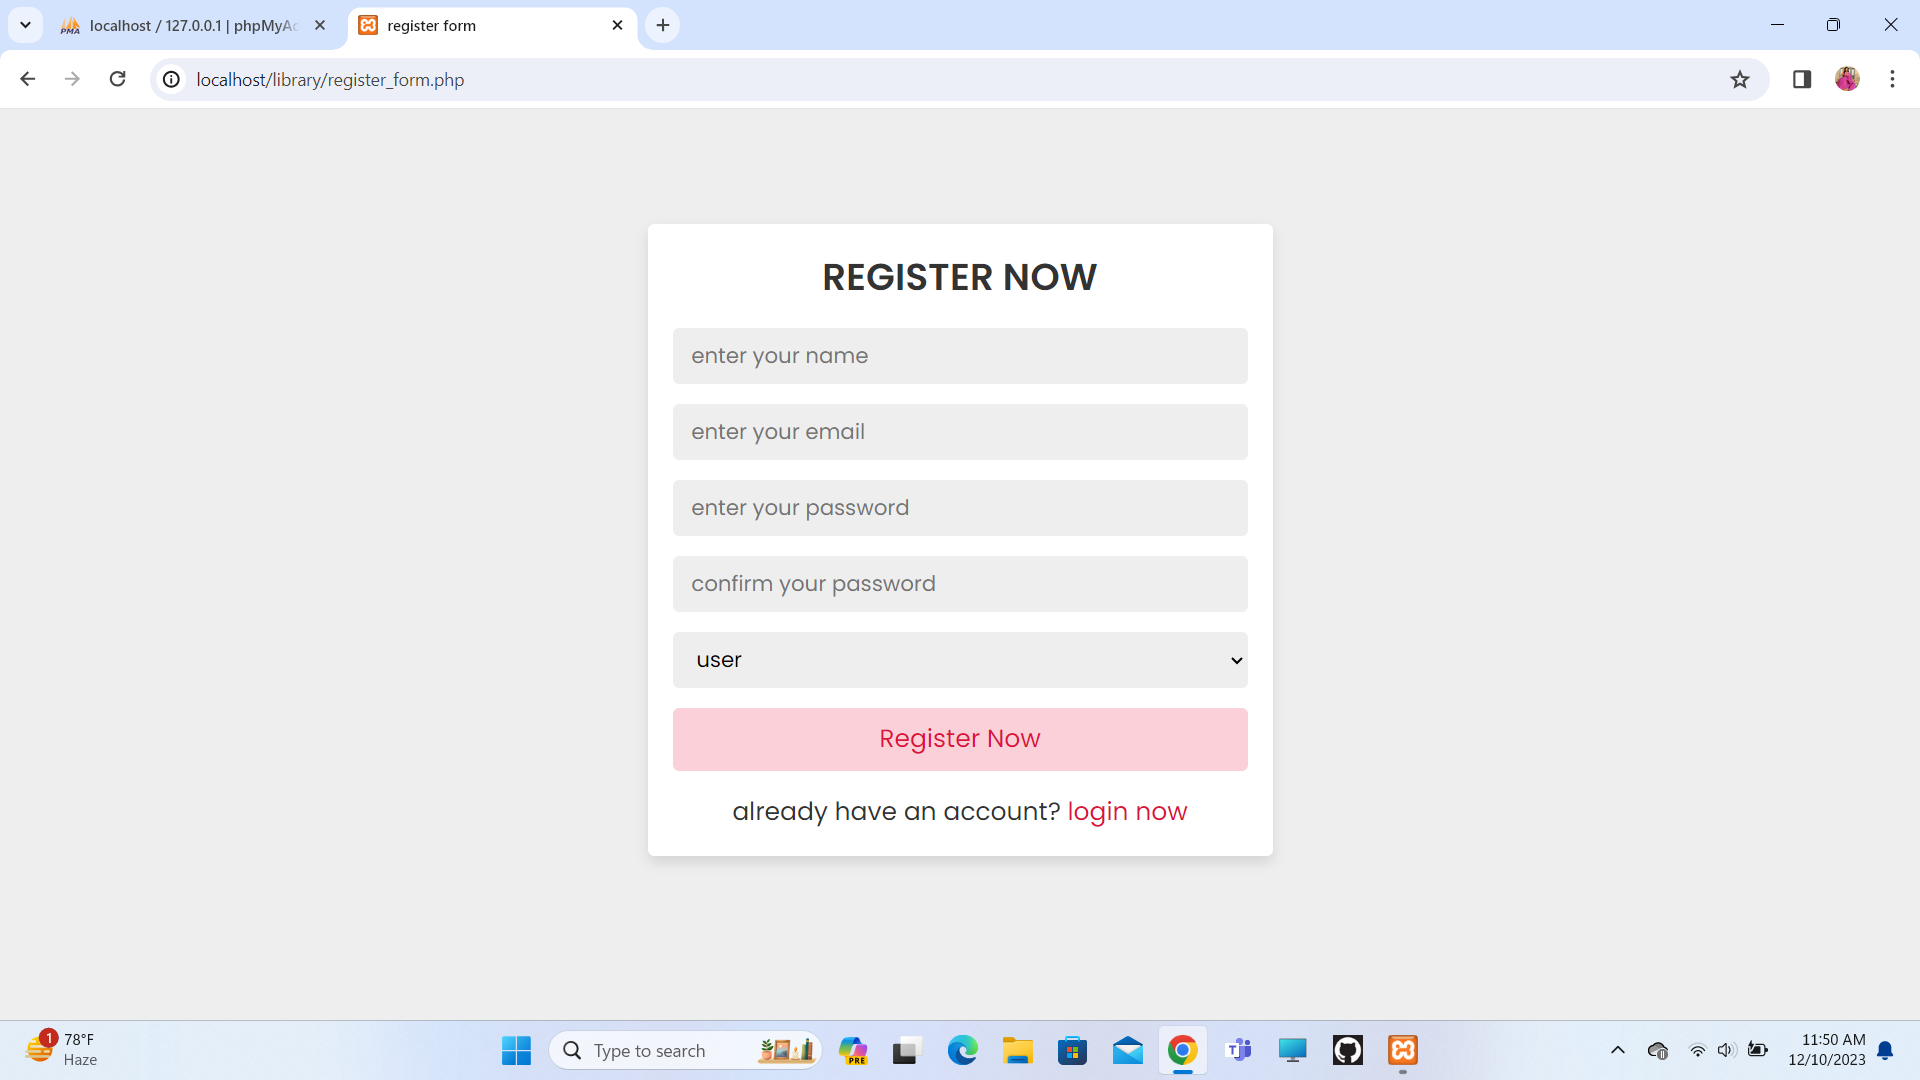 localhost / 127.0.0.1 | phpMyAc
register form
localhost/library/register_form.php
REGISTER NOW
enter your name
enter your email
enter your password
confirm your password
user
Register Now
already have an account? login now
1
78°F
Haze
Type to search
PRE
11:50 AM
12/10/2023